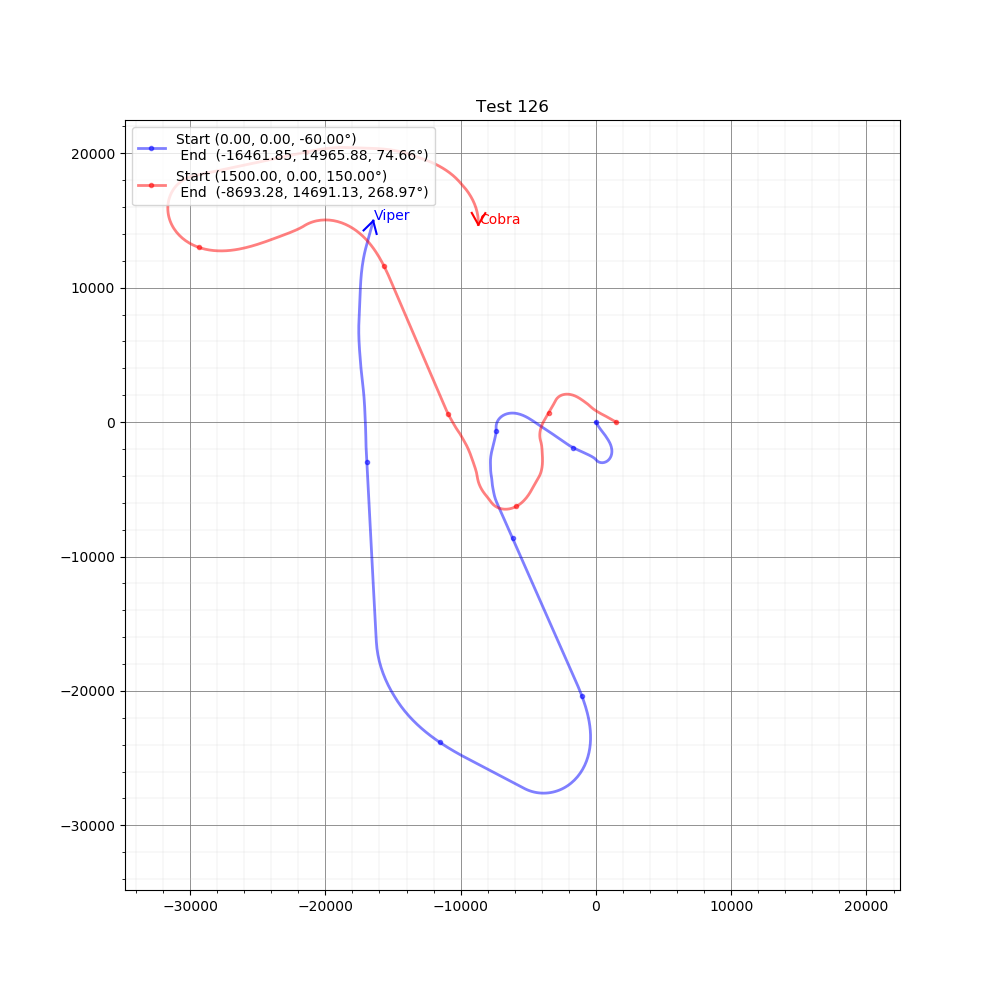 Test 126
Start (0.00, 0.00, -60.00°)
End (-16461.85, 14965.88, 74.66°)
Start (1500.00, 0.00, 150.00°)
End (-8693.28, 14691.13, 268.97°)
Viper
Cobra
20000
10000
0
−10000
−20000
−30000
−30000
−20000
−10000
0
10000
20000